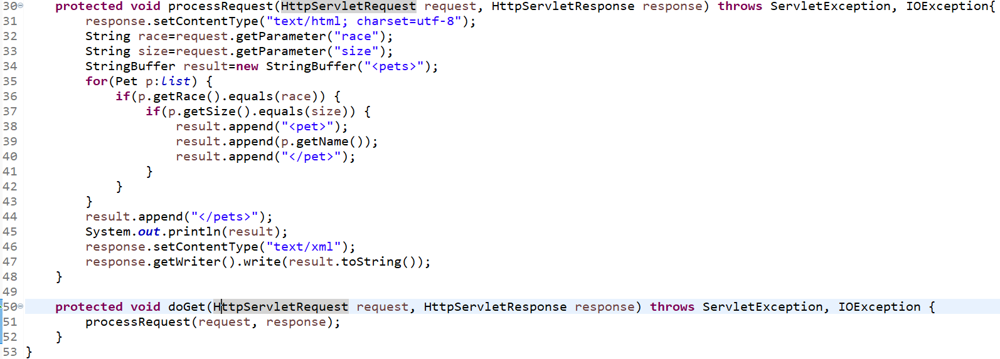 30 protected void processRequest(HttpServletRequest request, HttpServletResponse response) throws ServletException, IOException{
31 response.setContentType("text/html; charset=utf-8");
32 String race=request.getParameter("race");
33 String size=request.getParameter("size");
34 StringBuffer result=new StringBuffer("<pets>");
35 for(Pet p:list) {
36 if(p.getRace().equals(race)) {
37 if(p.getSize().equals(size)) {
38 result.append("<pet>");
39 result.append(p.getName());
40 result.append("</pet>");
41 }
42 }
43 }
44 result.append("</pets>");
45 System.out.println(result);
46 response.setContentType("text/xml");
47 response.getWriter().write(result.toString());
48 }
49
50 protected void doGet(HttpServletRequest request, HttpServletResponse response) throws ServletException, IOException {
51 processRequest(request, response);
52 }
53 }